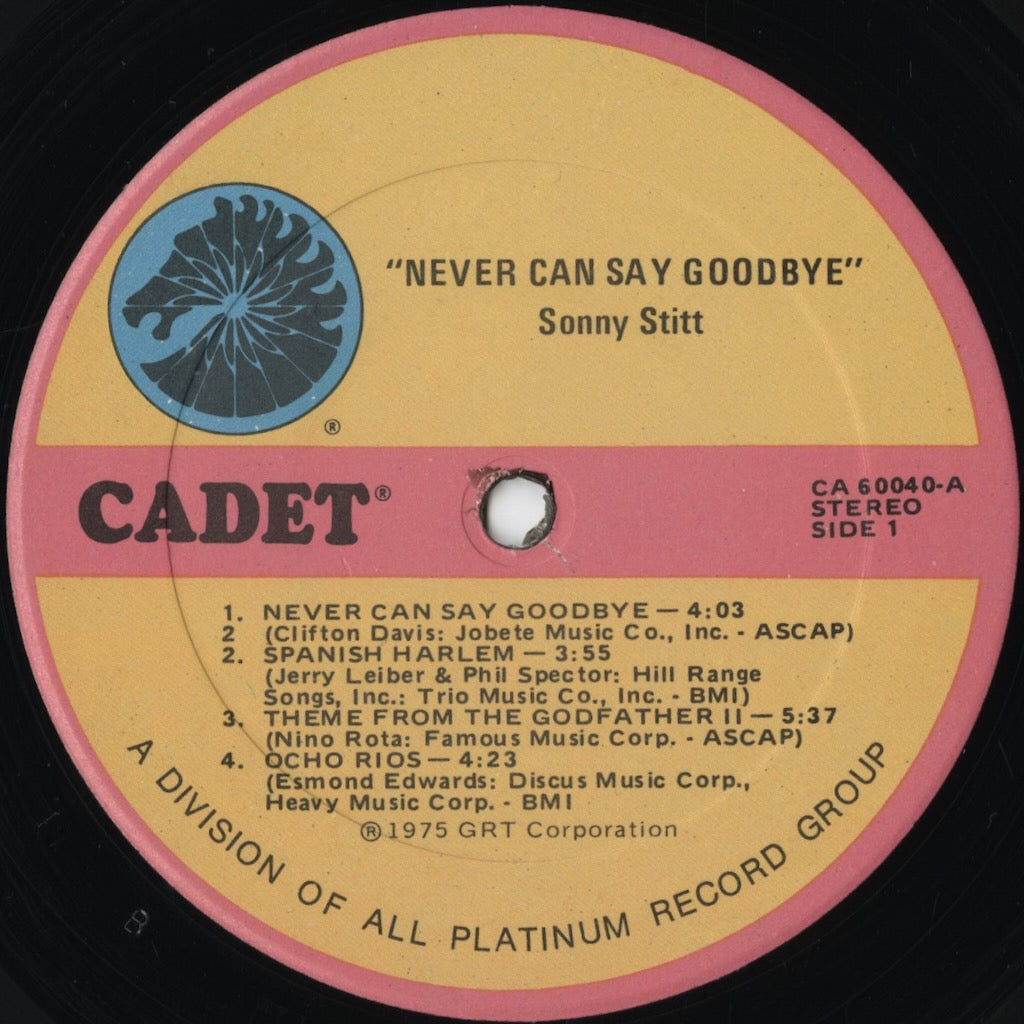 "NEVER CAN SAY GOODBYE"
Sonny Stitt
®
CADET®
CA 60040-A
STEREO
SIDE 1
1. NEVER CAN SAY GOODBYE — 4:03
2 (Clifton Davis: Jobete Music Co., Inc. - ASCAP)
2. SPANISH HARLEM — 3:55
(Jerry Leiber & Phil Spector: Hill Range
Songs, Inc.: Trio Music Co., Inc. - BMI)
3. THEME FROM THE GODFATHER II — 5:37
(Nino Rota: Famous Music Corp. - ASCAP)
4. OCHO RIOS — 4:23
(Esmond Edwards: Discus Music Corp.,
Heavy Music Corp. - BMI
®1975 GRT Corporation
A DIVISION OF ALL PLATINUM RECORD GROUP